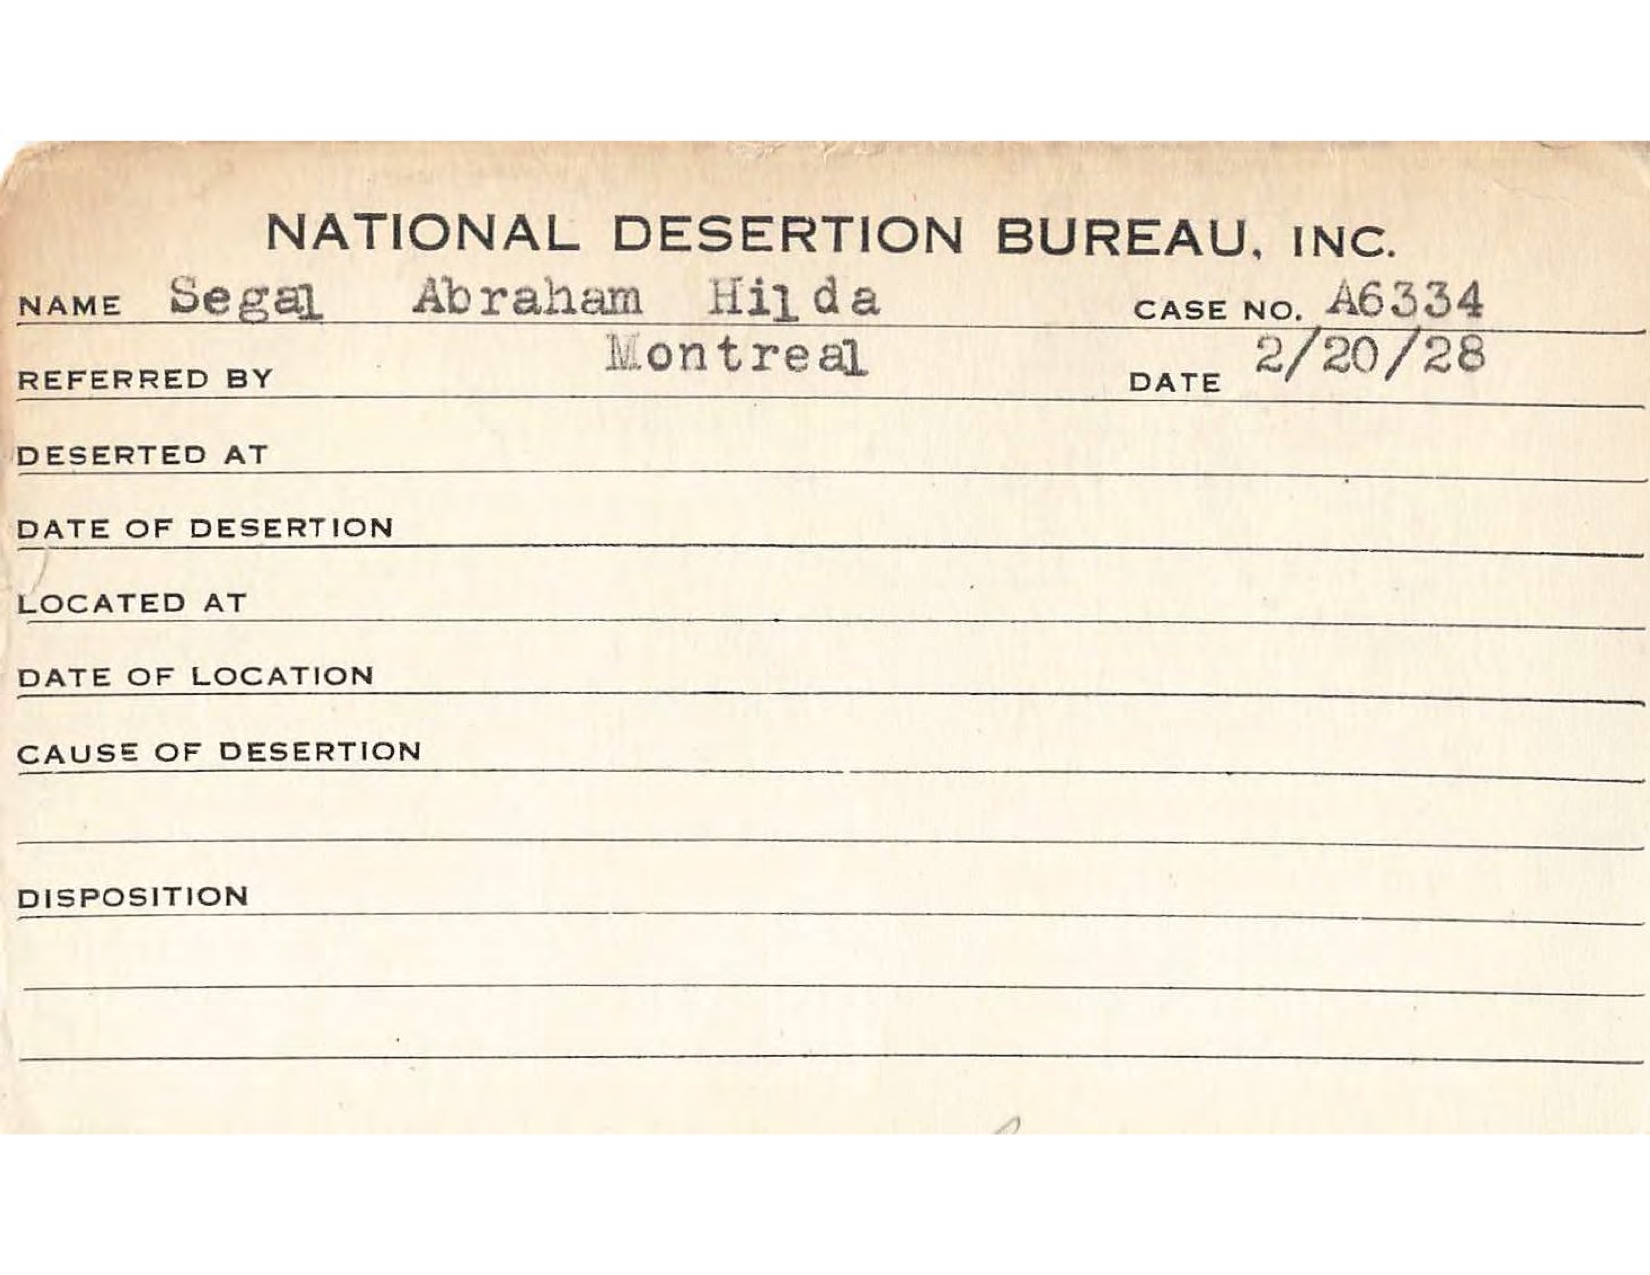 NATIONAL DESERTION BUREAU, INC.
NAME Segal Abraham Hilda CASE NO. A6334
REFERRED BY Montreal DATE 2/20/28
DESERTED AT
DATE OF DESERTION
LOCATED AT
DATE OF LOCATION
CAUSE OF DESERTION
DISPOSITION